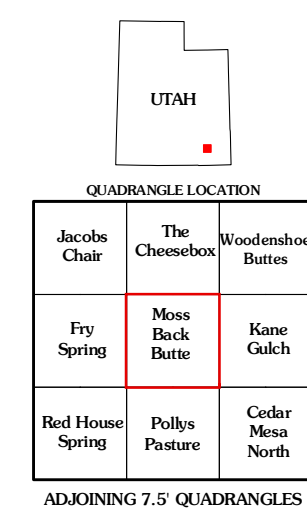 UTAH
QUADRANGLE LOCATION
Jacobs
Chair
The
Cheesebox
Woodenshoe
Buttes
Fry
Spring
Moss
Back
Butte
Kane
Gulch
Red House
Spring
Pollys
Pasture
Cedar
Mesa
North
ADJOINING 7.5' QUADRANGLES